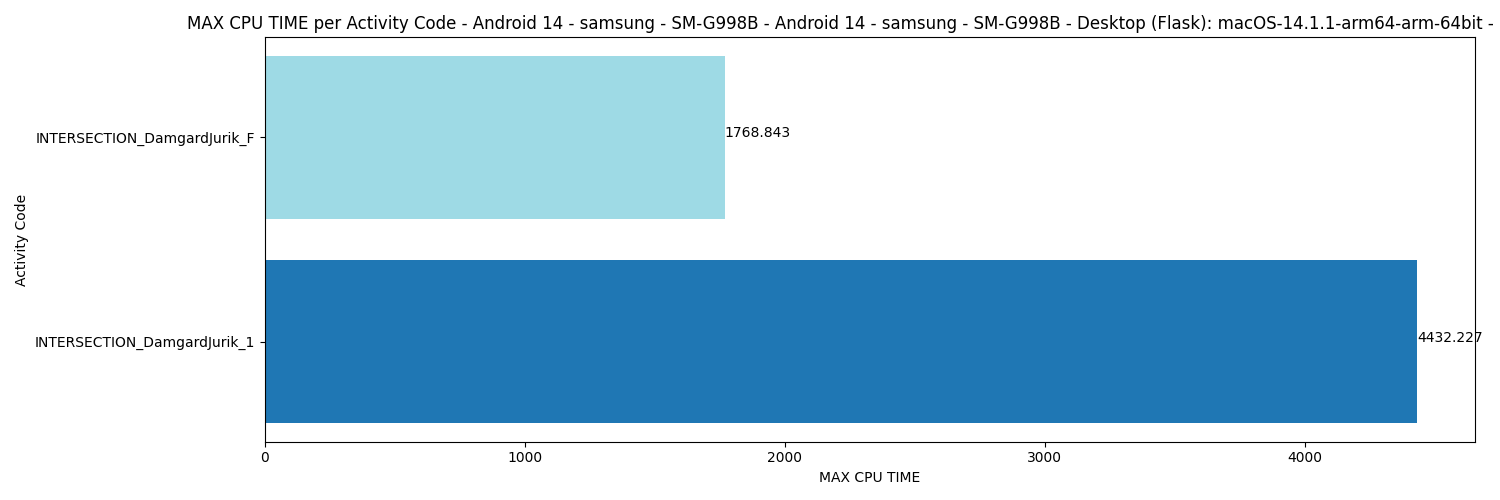 MAX CPU TIME per Activity Code - Android 14 - samsung - SM-G998B - Android 14 - samsung - SM-G998B - Desktop (Flask): macOS-14.1.1-arm64-arm-64bit -
INTERSECTION_DamgardJurik_F
1768.843
Activity Code
INTERSECTION_DamgardJurik_1
4432.227
0 1000 2000 3000 4000
MAX CPU TIME